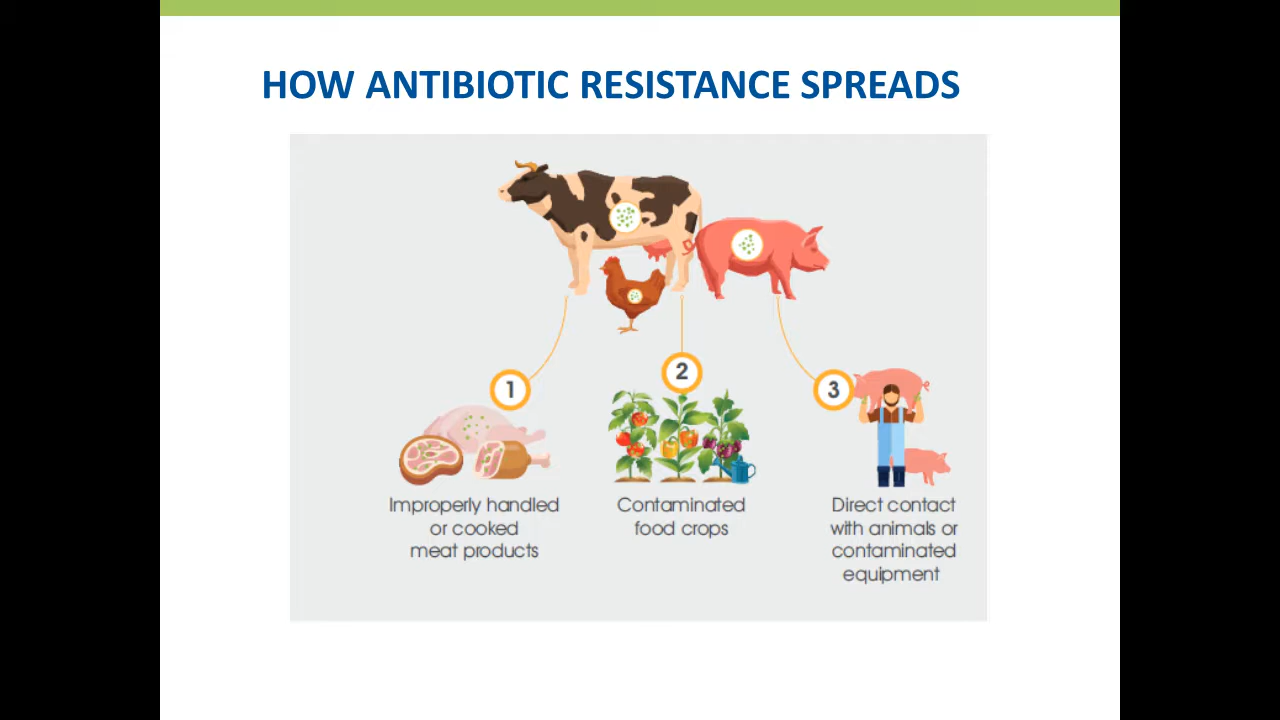 HOW ANTIBIOTIC RESISTANCE SPREADS
1
2
3
Improperly handled
or cooked
meat products
Contaminated
food crops
Direct contact
with animals or
contaminated
equipment